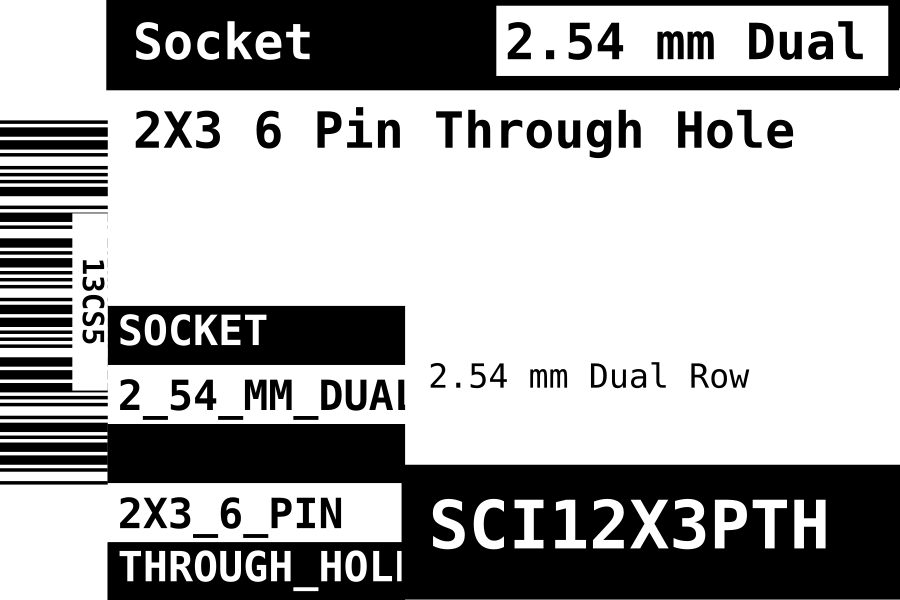 Socket
2.54 mm Dual
2X3 6 Pin Through Hole
13CS5
SOCKET
2_54_MM_DUAL
2X3_6_PIN
THROUGH_HOLE
2.54 mm Dual Row
SCI12X3PTH